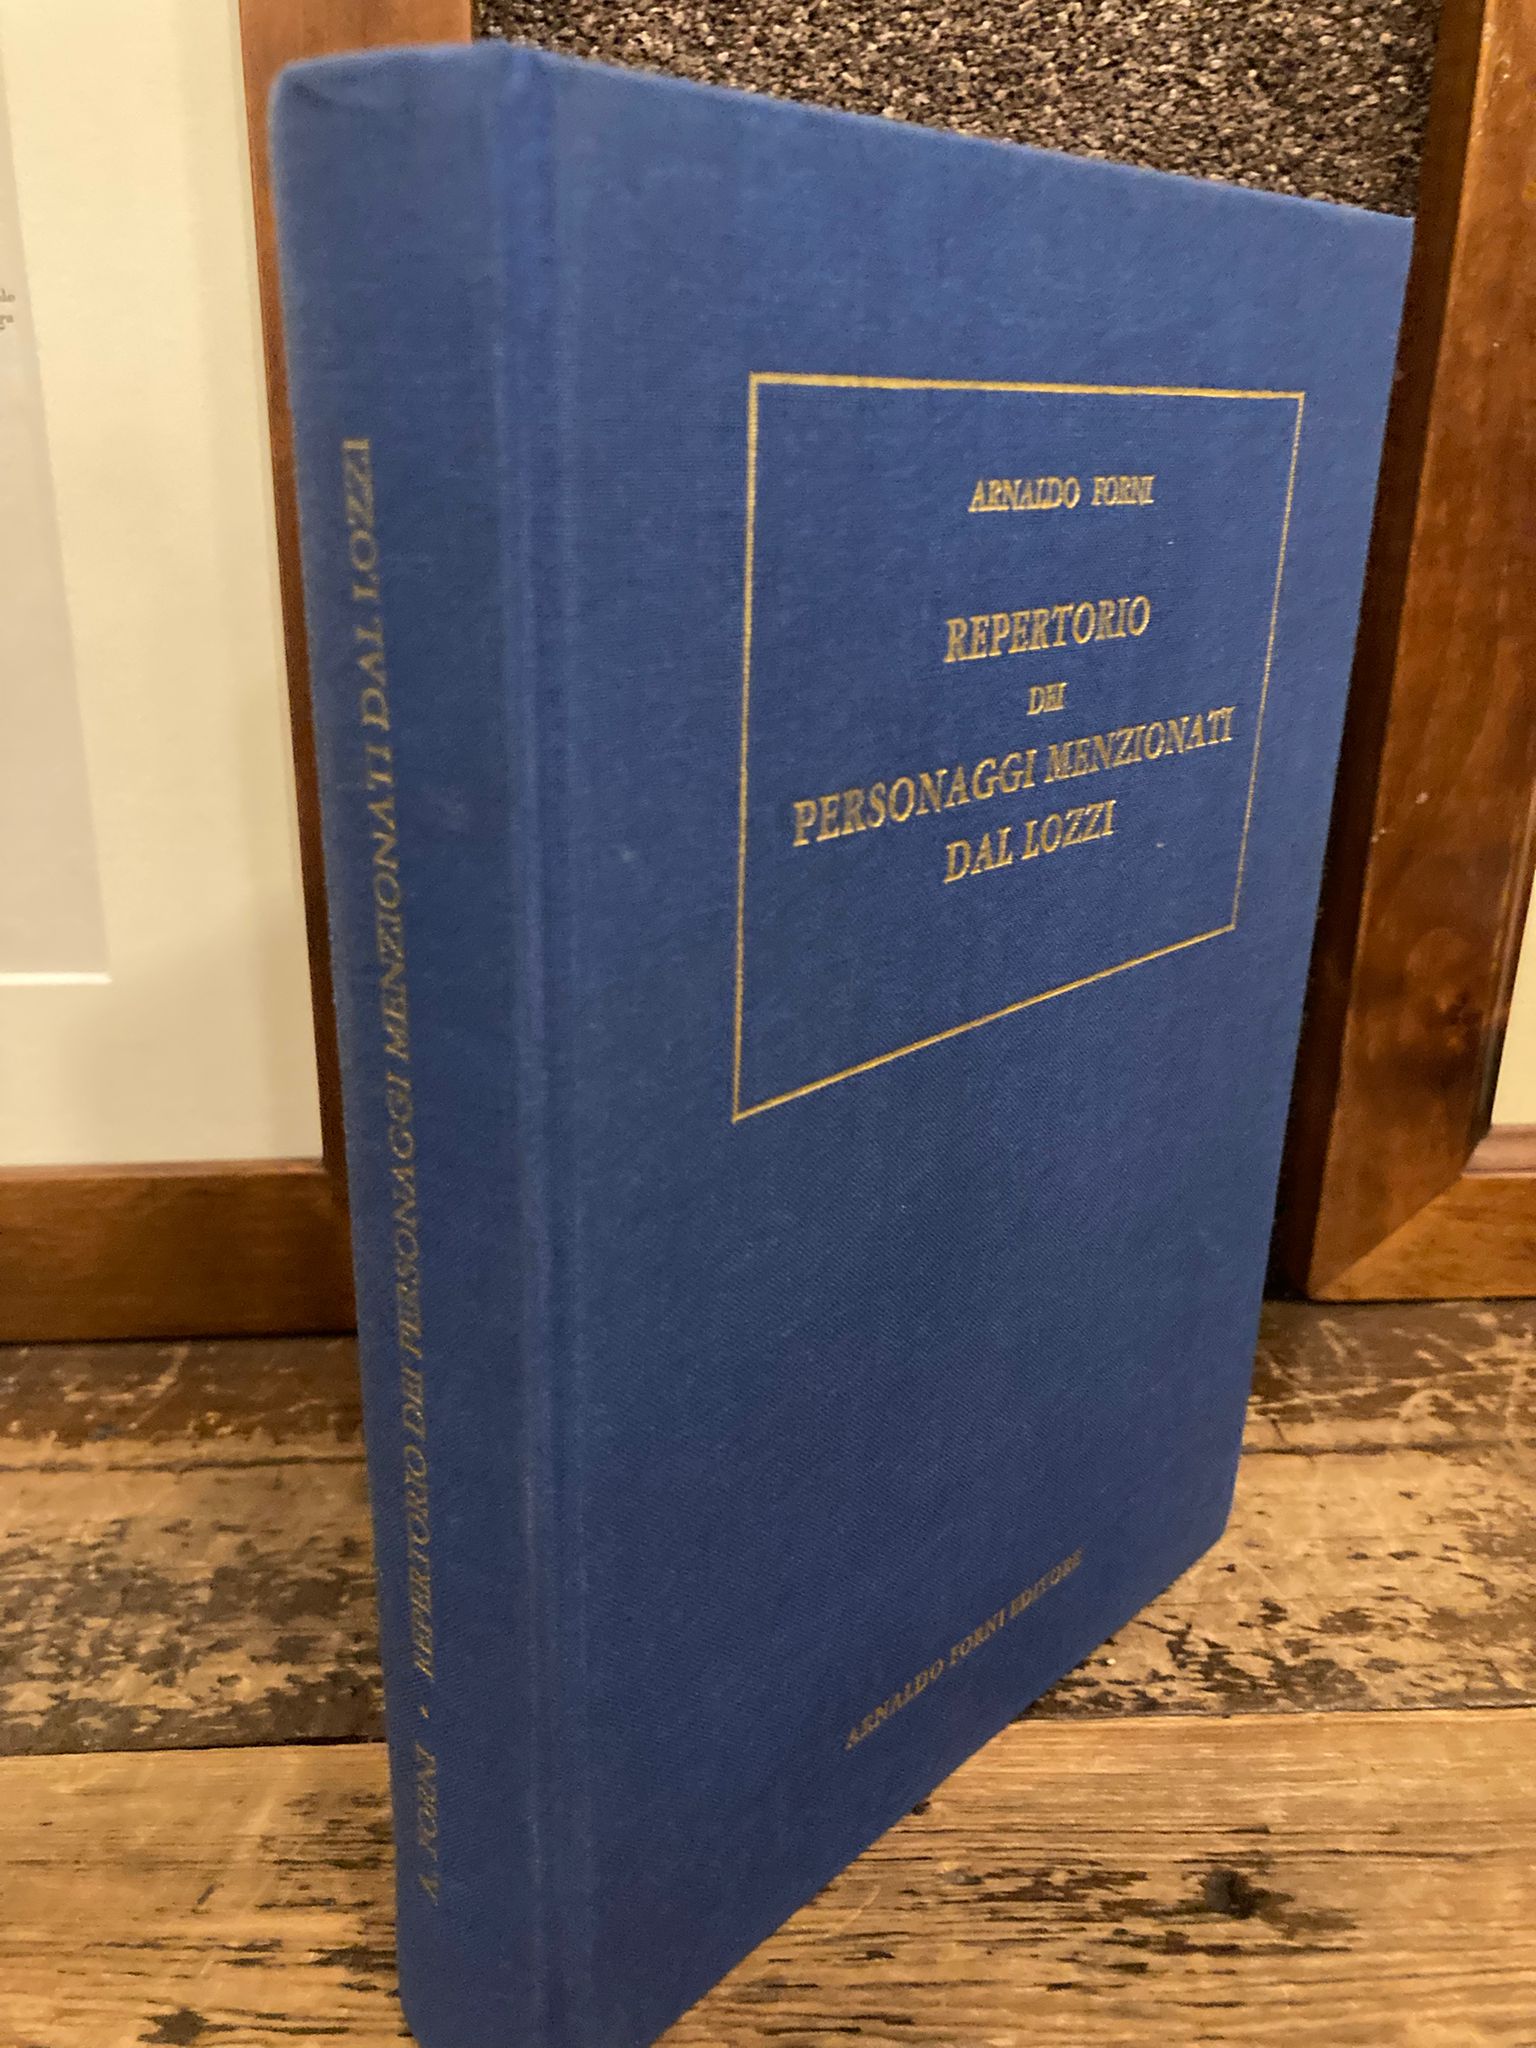 ARNALDO FORNI
REPERTORIO
DEI
PERSONAGGI MENZIONATI
DAL LOZZI
ARNALDO FORNI EDITORE
A. FORNI • REPERTORIO DEI PERSONAGGI MENZIONATI DAL LOZZI